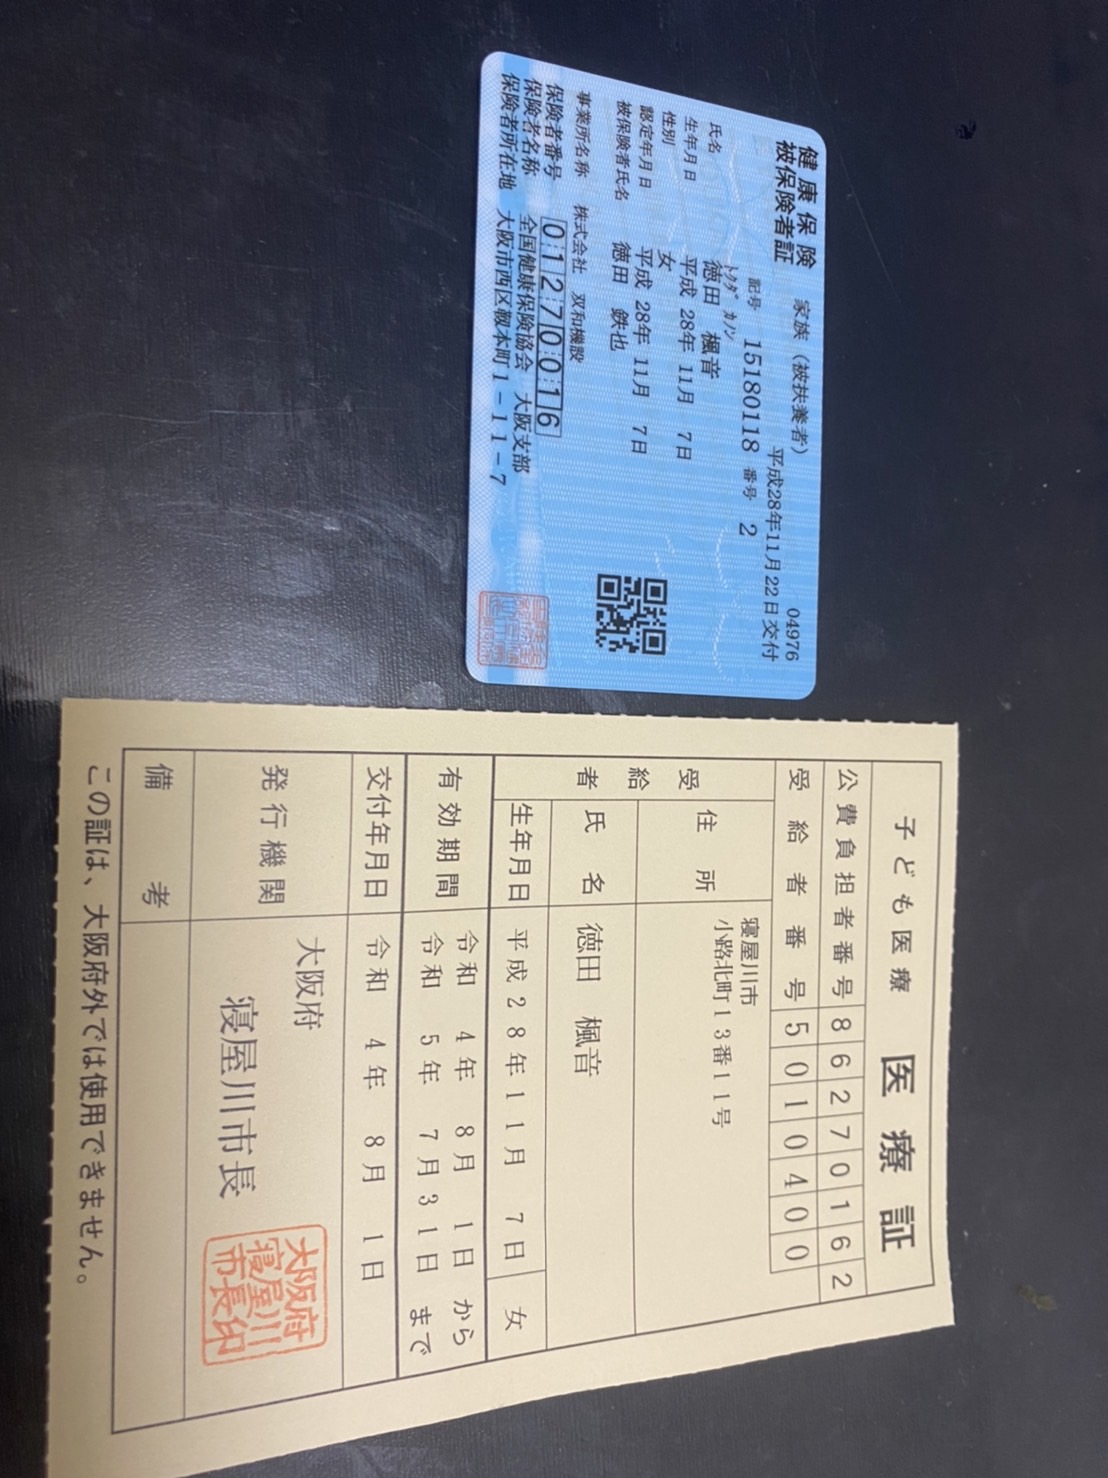 健康保険
被保険者証
家族（被扶養者）
04976
平成28年11月22日交付
記号 15180118 番号 2
トクダ カノン
氏名 徳田 楓音
生年月日 平成 28年 11月 7日
性別 女
認定年月日 平成 28年 11月 7日
被保険者氏名 徳田 鉄也
事業所名称 株式会社 双和機設
保険者番号 01270016
保険者名称 全国健康保険協会 大阪支部
保険者所在地 大阪市西区靱本町1-11-7
子ども医療 医療証
公費負担者番号 86270162
受給者番号 5010400
受給者
住所 寝屋川市
小路北町13番11号
氏名 徳田 楓音
生年月日 平成28年11月 7日 女
有効期間 令和 4年 8月 1日 から
令和 5年 7月31日 まで
交付年月日 令和 4年 8月 1日
発行機関 大阪府
寝屋川市長
大阪府
寝屋川
市長印
備考
この証は、大阪府外では使用できません。